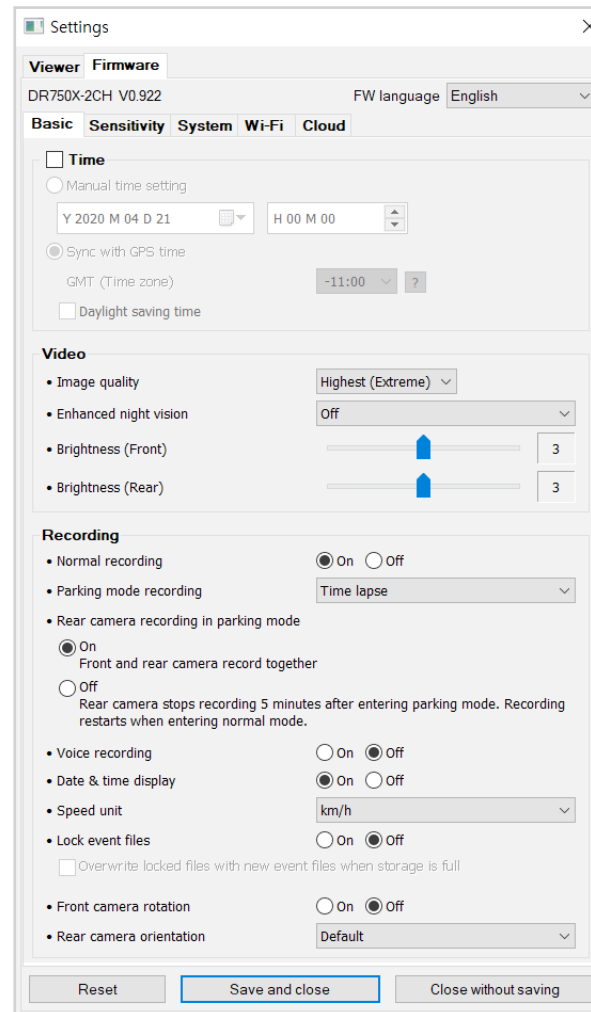 Settings
Viewer Firmware
DR750X-2CH V0.922 FW language English
Basic Sensitivity System Wi-Fi Cloud
Time
Manual time setting
Y 2020 M 04 D 21 H 00 M 00
Sync with GPS time
GMT (Time zone) -11:00 ?
Daylight saving time
Video
• Image quality Highest (Extreme)
• Enhanced night vision Off
• Brightness (Front) 3
• Brightness (Rear) 3
Recording
• Normal recording On Off
• Parking mode recording Time lapse
• Rear camera recording in parking mode
On
Front and rear camera record together
Off
Rear camera stops recording 5 minutes after entering parking mode. Recording
restarts when entering normal mode.
• Voice recording On Off
• Date & time display On Off
• Speed unit km/h
• Lock event files On Off
Overwrite locked files with new event files when storage is full
• Front camera rotation On Off
• Rear camera orientation Default
Reset Save and close Close without saving